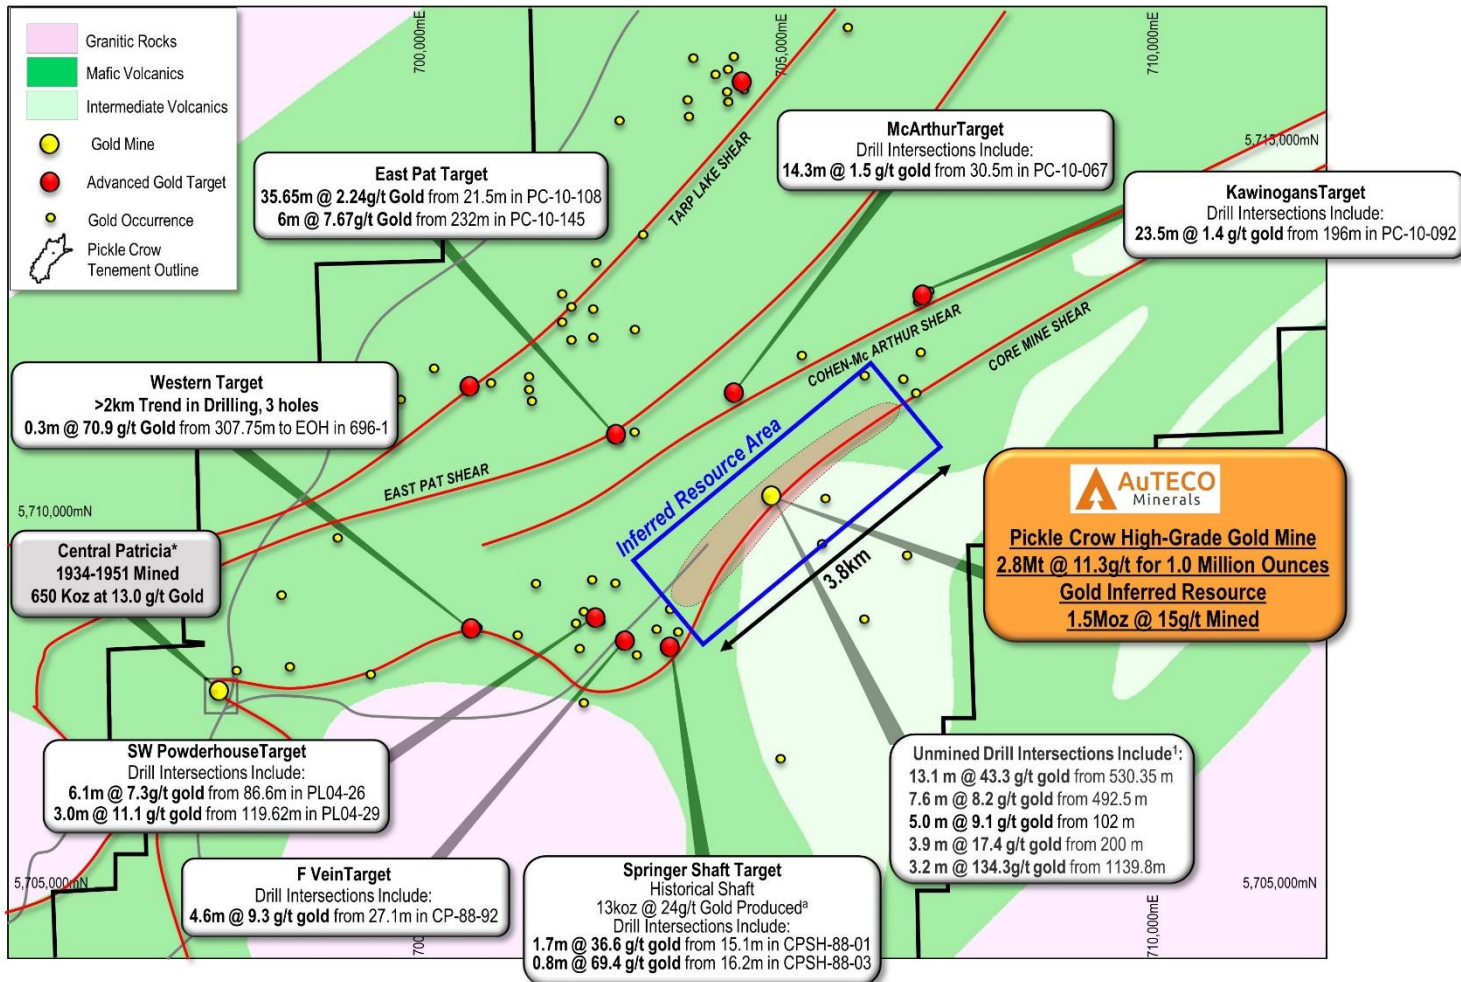 Granitic Rocks
Mafic Volcanics
Intermediate Volcanics
Gold Mine
Advanced Gold Target
Gold Occurrence
Pickle Crow
Tenement Outline
700,000mE
705,000mE
710,000mE
5,715,000mN
TARP LAKE SHEAR
East Pat Target
35.65m @ 2.24g/t Gold from 21.5m in PC-10-108
6m @ 7.67g/t Gold from 232m in PC-10-145
McArthurTarget
Drill Intersections Include:
14.3m @ 1.5 g/t gold from 30.5m in PC-10-067
KawinogansTarget
Drill Intersections Include:
23.5m @ 1.4 g/t gold from 196m in PC-10-092
COHEN-Mc ARTHUR SHEAR
CORE MINE SHEAR
Western Target
>2km Trend in Drilling, 3 holes
0.3m @ 70.9 g/t Gold from 307.75m to EOH in 696-1
EAST PAT SHEAR
Inferred Resource Area
3.8km
5,710,000mN
Central Patricia*
1934-1951 Mined
650 Koz at 13.0 g/t Gold
AuTECO
Minerals
Pickle Crow High-Grade Gold Mine
2.8Mt @ 11.3g/t for 1.0 Million Ounces
Gold Inferred Resource
1.5Moz @ 15g/t Mined
SW PowderhouseTarget
Drill Intersections Include:
6.1m @ 7.3g/t gold from 86.6m in PL04-26
3.0m @ 11.1 g/t gold from 119.62m in PL04-29
Unmined Drill Intersections Include¹:
13.1 m @ 43.3 g/t gold from 530.35 m
7.6 m @ 8.2 g/t gold from 492.5 m
5.0 m @ 9.1 g/t gold from 102 m
3.9 m @ 17.4 g/t gold from 200 m
3.2 m @ 134.3g/t gold from 1139.8m
5,705,000mN
5,705,000mN
F VeinTarget
Drill Intersections Include:
4.6m @ 9.3 g/t gold from 27.1m in CP-88-92
Springer Shaft Target
Historical Shaft
13koz @ 24g/t Gold Producedᵃ
Drill Intersections Include:
1.7m @ 36.6 g/t gold from 15.1m in CPSH-88-01
0.8m @ 69.4 g/t gold from 16.2m in CPSH-88-03
700
710,000mE